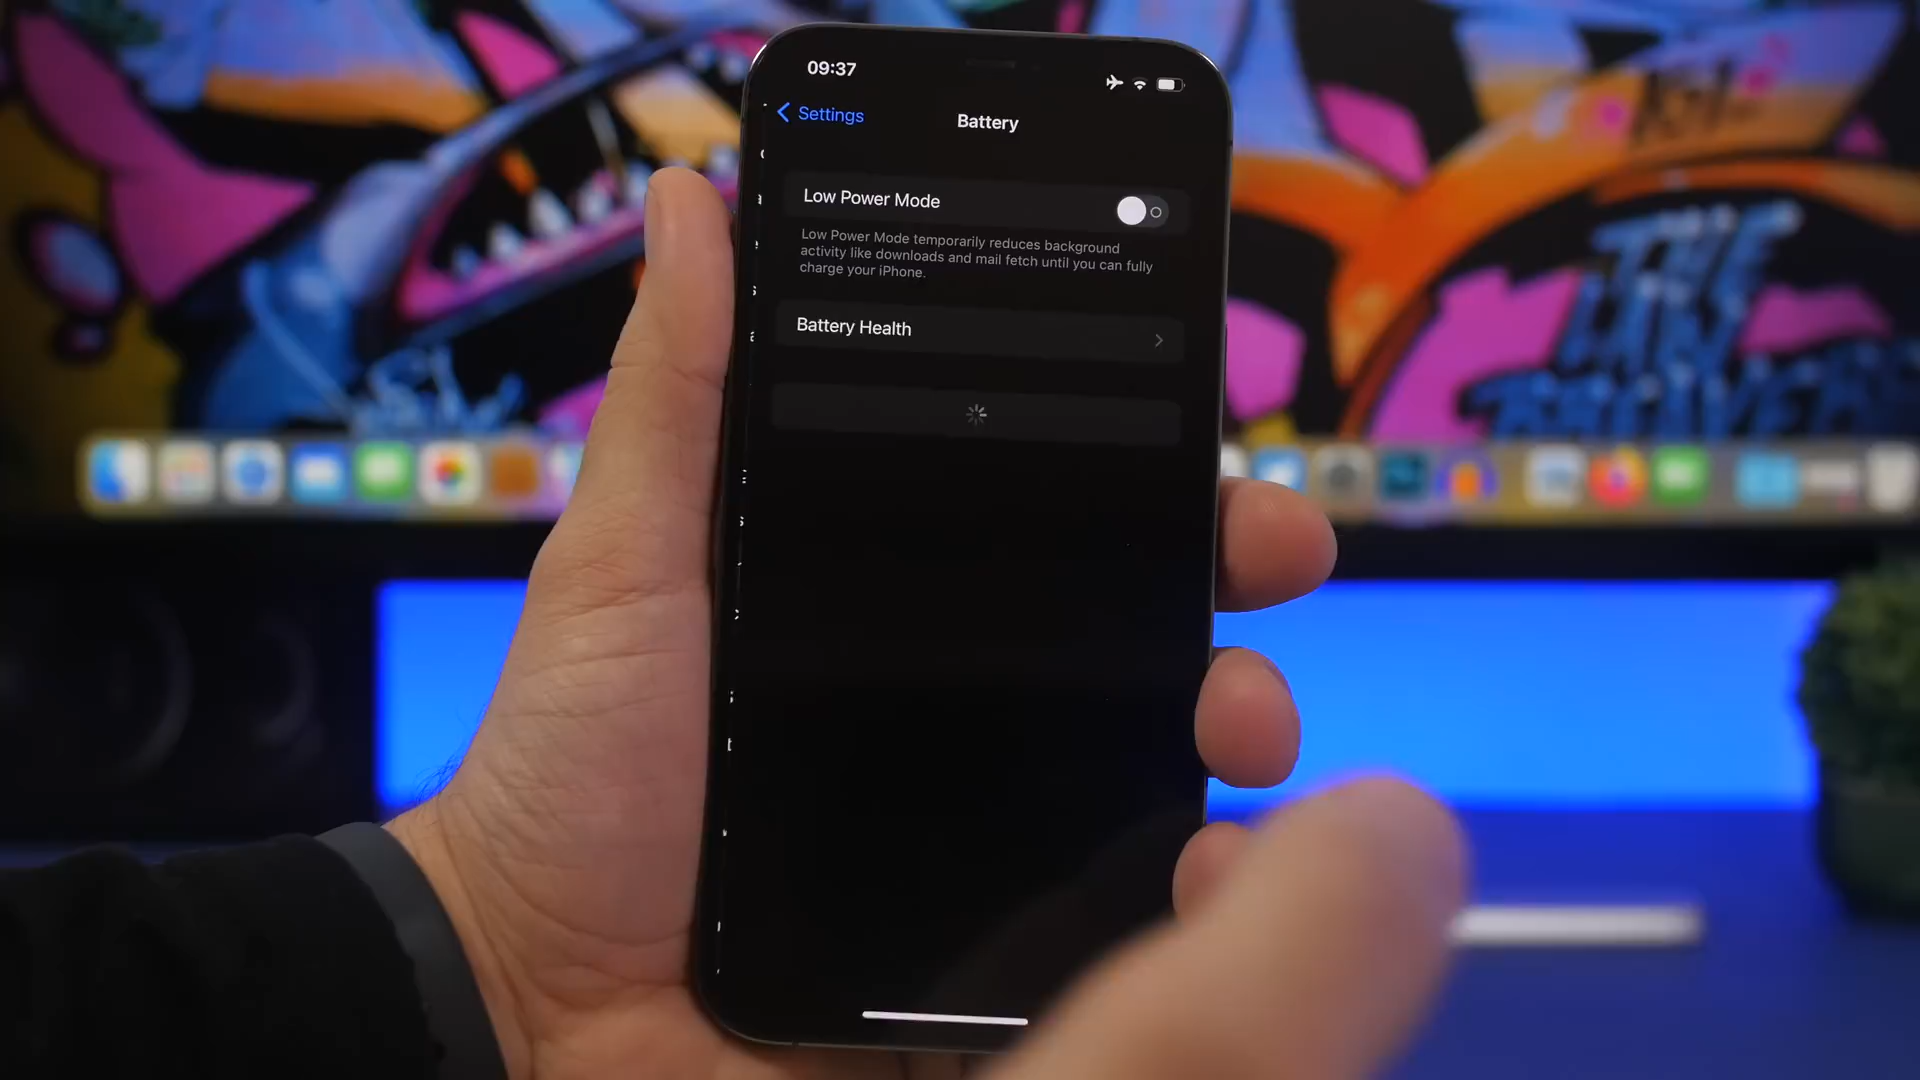 09:37
Settings
Battery
Low Power Mode
Low Power Mode temporarily reduces background
activity like downloads and mail fetch until you can fully
charge your iPhone.
Battery Health
THE